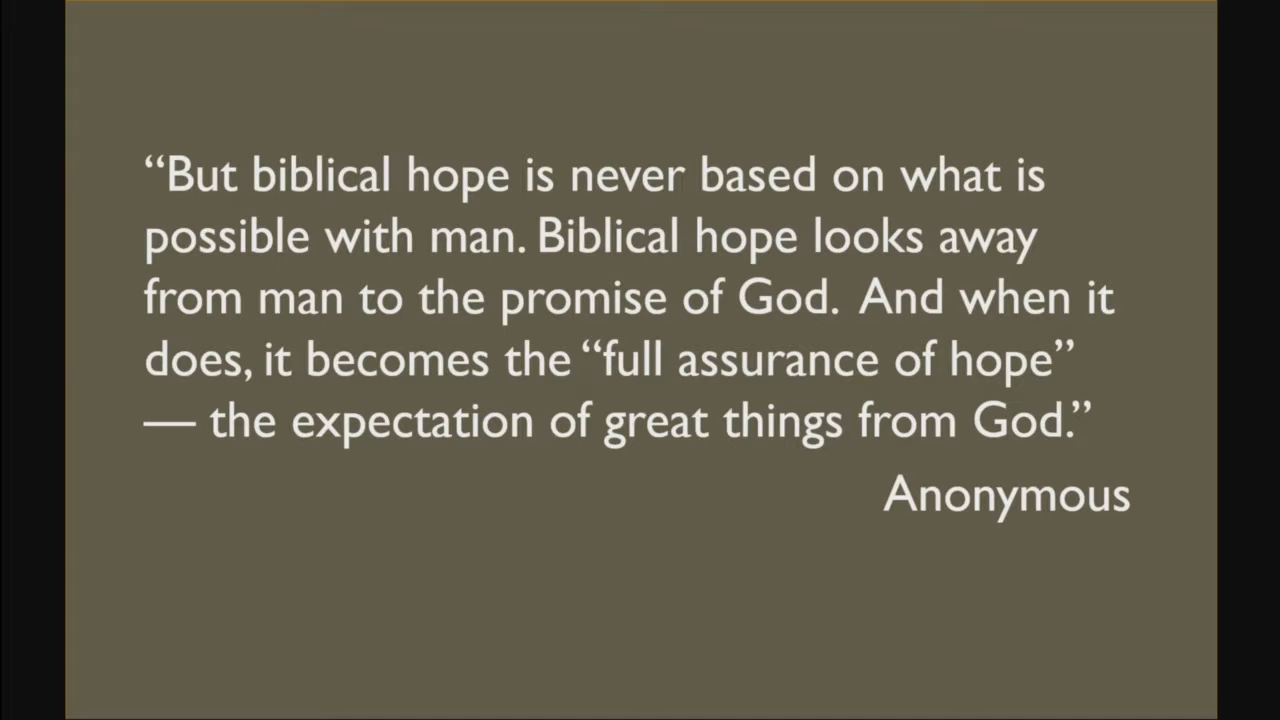 “But biblical hope is never based on what is
possible with man. Biblical hope looks away
from man to the promise of God. And when it
does, it becomes the “full assurance of hope”
— the expectation of great things from God.”
Anonymous